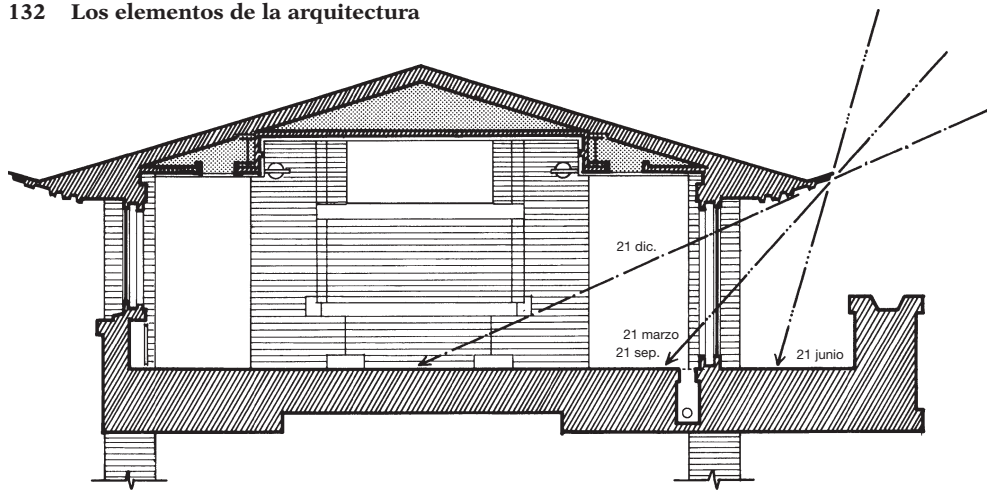 132 Los elementos de la arquitectura
21 dic.
21 marzo
21 sep.
21 junio